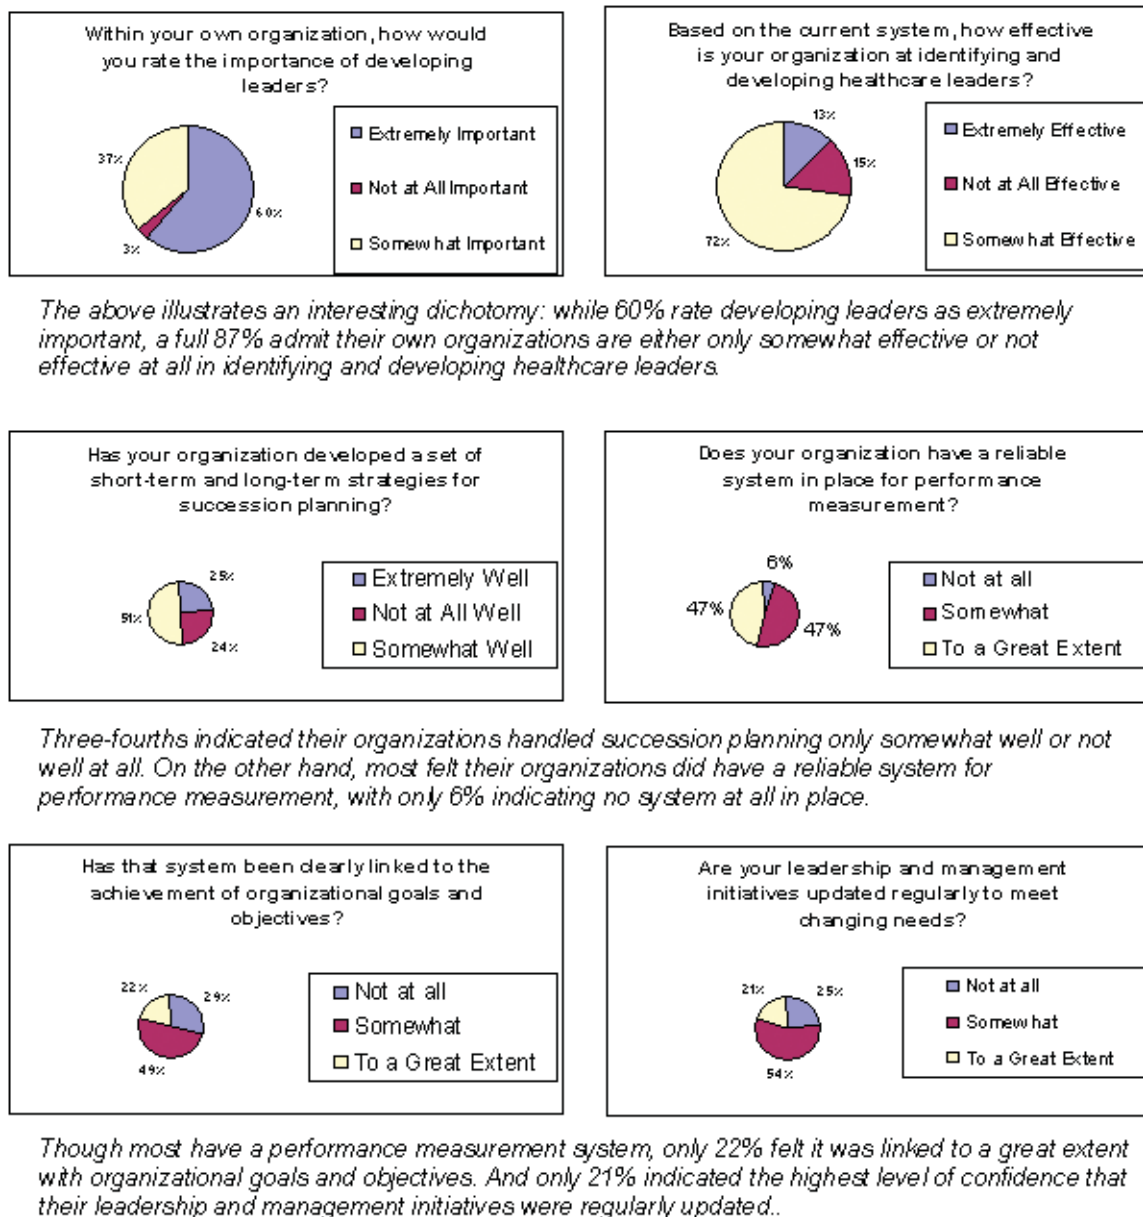 Within your own organization, how would
you rate the importance of developing
leaders?
37%
60%
3%
Extremely Important
Not at All Important
Somewhat Important
Based on the current system, how effective
is your organization at identifying and
developing healthcare leaders?
13%
15%
72%
Extremely Effective
Not at All Effective
Somewhat Effective
The above illustrates an interesting dichotomy: while 60% rate developing leaders as extremely
important, a full 87% admit their own organizations are either only somewhat effective or not
effective at all in identifying and developing healthcare leaders.
Has your organization developed a set of
short-term and long-term strategies for
succession planning?
25%
51%
24%
Extremely Well
Not at All Well
Somewhat Well
Does your organization have a reliable
system in place for performance
measurement?
6%
47%
47%
Not at all
Somewhat
To a Great Extent
Three-fourths indicated their organizations handled succession planning only somewhat well or not
well at all. On the other hand, most felt their organizations did have a reliable system for
performance measurement, with only 6% indicating no system at all in place.
Has that system been clearly linked to the
achievement of organizational goals and
objectives?
22%
29%
49%
Not at all
Somewhat
To a Great Extent
Are your leadership and management
initiatives updated regularly to meet
changing needs?
21%
25%
54%
Not at all
Somewhat
To a Great Extent
Though most have a performance measurement system, only 22% felt it was linked to a great extent
with organizational goals and objectives. And only 21% indicated the highest level of confidence that
their leadership and management initiatives were regularly updated..